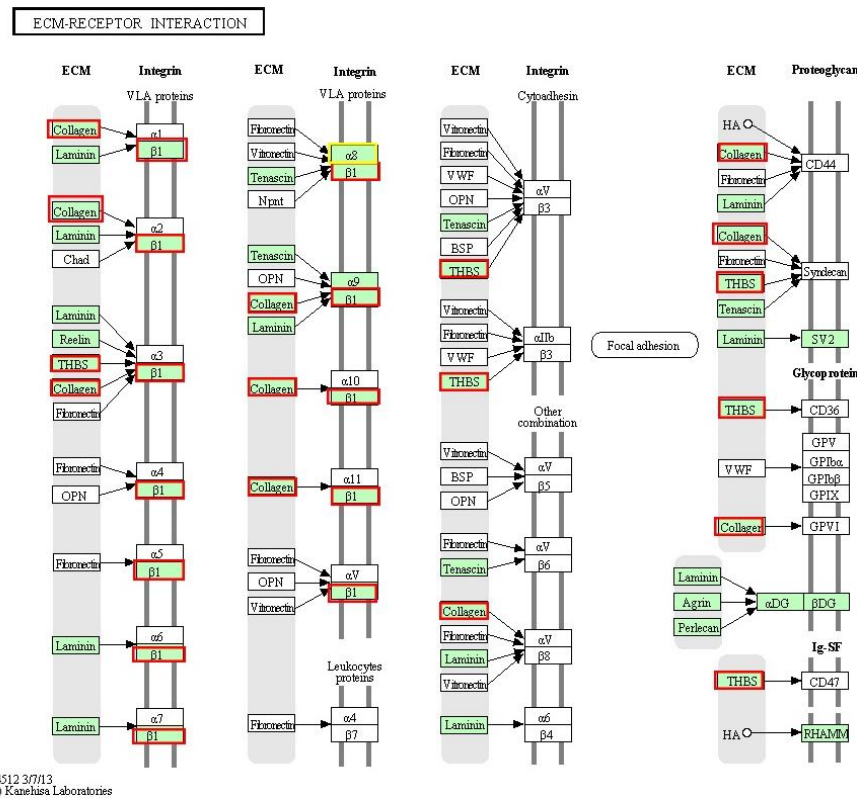 ECM-RECEPTOR INTERACTION
ECM Integrin
VLA proteins
Collagen
Laminin
α1
β1
Collagen
Laminin
Chad
α2
β1
Laminin
Reelin
THBS
Collagen
Fibronectin
α3
β1
Fibronectin
OPN
α4
β1
Fibronectin
α5
β1
Laminin
α6
β1
Laminin
α7
β1
ECM Integrin
VLA proteins
Fibronectin
Vitronectin
Tenascin
Npnt
α8
β1
Tenascin
OPN
Collagen
Laminin
α9
β1
Collagen
α10
β1
Collagen
α11
β1
Fibronectin
OPN
Vitronectin
αV
β1
Leukocytes
proteins
Fibronectin
α4
β7
ECM Integrin
Cytoadhesin
Vitronectin
Fibronectin
VWF
OPN
Tenascin
BSP
THBS
αV
β3
Vitronectin
Fibronectin
VWF
THBS
αIIb
β3
Other
combination
Vitronectin
BSP
OPN
αV
β5
Fibronectin
Tenascin
αV
β6
Collagen
Fibronectin
Laminin
Vitronectin
αV
β8
Laminin
α6
β4
Focal adhesion
ECM Proteoglycan
HA
Collagen
Fibronectin
Laminin
CD44
Collagen
Fibronectin
THBS
Tenascin
Syndecan
Laminin
SV2
Glycoprotein
THBS
CD36
VWF
GPV
GPIbα
GPIbβ
GPIX
Collagen
GPVI
Laminin
Agrin
Perlecan
αDG
βDG
Ig-SF
THBS
CD47
HA
RHAMM
4512 3/7/13
) Kanehisa Laboratories